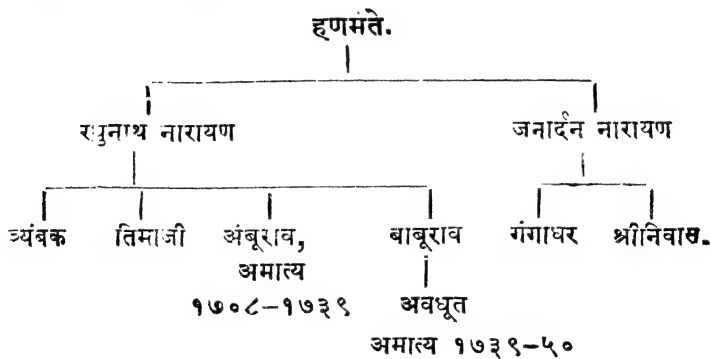 हणमंते.
रघुनाथ नारायण जनार्दन नारायण
त्र्यंबक तिमाजी अंबूराव, बाबूराव गंगाधर श्रीनिवास.
अमात्य
१७०८-१७३९ अवधूत
अमात्य १७३९-५०